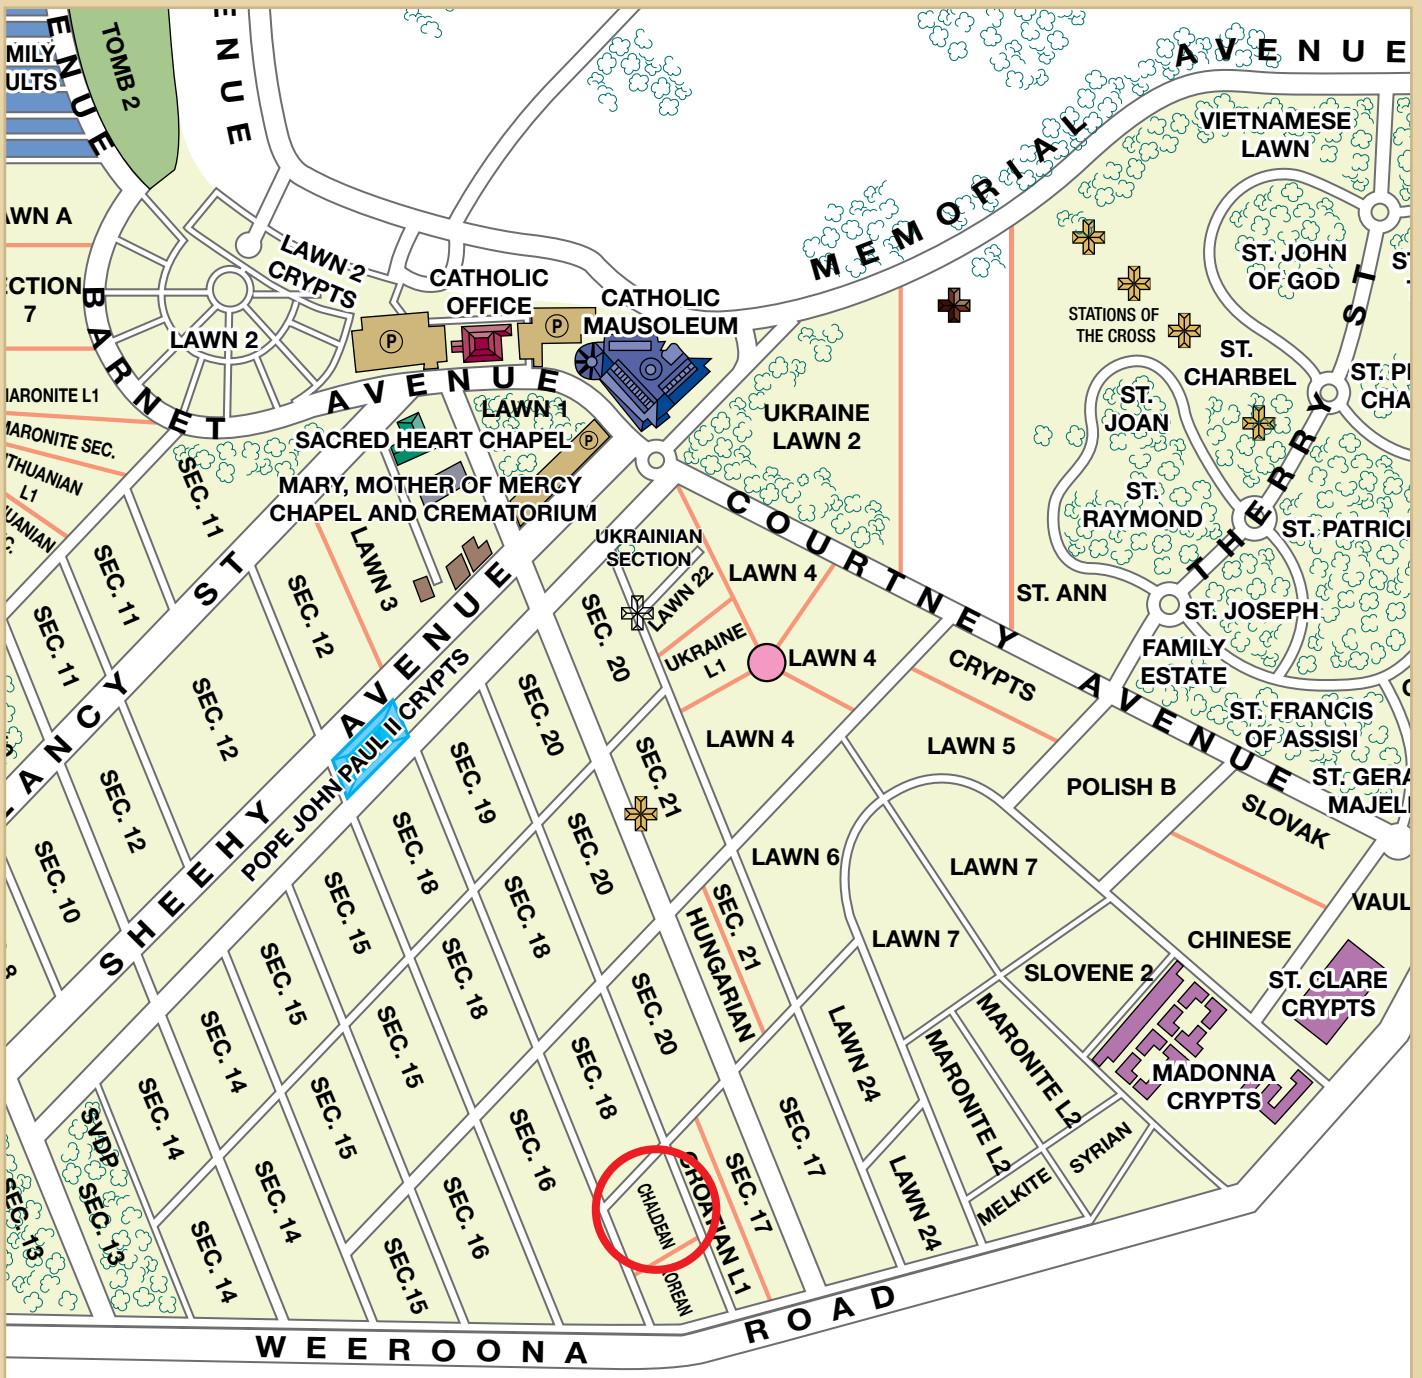 AVENUE
ENUE
ENUE
TOMB 2
MILY
ULTS
VIETNAMESE
LAWN
MEMORIAL
AWN A
ECTION
7
LAWN 2
CRYPTS
LAWN 2
CATHOLIC
OFFICE
CATHOLIC
MAUSOLEUM
P
P
P
ST. JOHN
OF GOD
ST
STATIONS OF
THE CROSS
ST.
CHARBEL
ST. P
CHA
ST.
JOAN
BARNET AVENUE
LAWN 1
SACRED HEART CHAPEL
MARY, MOTHER OF MERCY
CHAPEL AND CREMATORIUM
UKRAINE
LAWN 2
MARONITE SEC.
ARONITE L1
THUANIAN
L1
UANIAN
C.
ST.
RAYMOND
ST. PATRIC
THERRY ST
COURTNEY AVENUE
ST. ANN
ST. JOSEPH
FAMILY
ESTATE
ST. FRANCIS
OF ASSISI
ST. GERA
MAJEL
UKRAINIAN
SECTION
LAWN 22
LAWN 4
UKRAINE
L1
LAWN 4
LAWN 4
CRYPTS
LAWN 5
POLISH B
SLOVAK
VAUL
SEC. 11
SEC. 11
SEC. 11
LANCY ST
LAWN 3
SEC. 12
SEC. 12
SEC. 12
SEC. 10
SHEEHY AVENUE
POPE JOHN PAUL II CRYPTS
SEC. 20
SEC. 20
SEC. 19
SEC. 21
SEC. 20
SEC. 18
SEC. 18
SEC. 15
SEC. 15
SEC. 18
LAWN 6
LAWN 7
LAWN 7
SEC. 21
HUNGARIAN
CHINESE
SLOVENE 2
ST. CLARE
CRYPTS
MADONNA
CRYPTS
MARONITE L2
MARONITE L2
LAWN 24
LAWN 24
SYRIAN
MELKITE
SEC. 20
SEC. 18
SEC. 15
SEC. 14
SEC. 14
SEC. 15
SEC. 16
SEC. 17
SEC. 17
CROATIAN L1
CHALDEAN
OREAN
SVDP
SEC. 13
SEC. 13
SEC. 14
SEC. 14
SEC. 16
SEC.15
WEEROONA ROAD